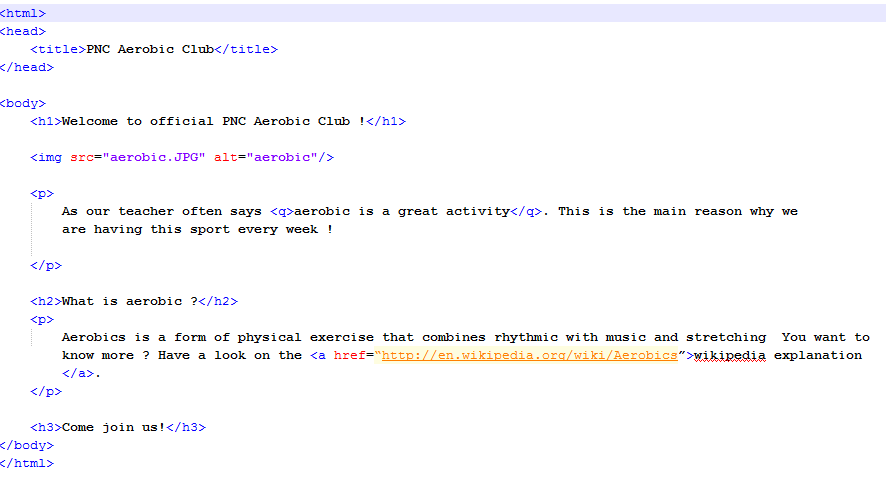 <html>
<head>
<title>PNC Aerobic Club</title>
</head>
<body>
<h1>Welcome to official PNC Aerobic Club !</h1>
<img src="aerobic.JPG" alt="aerobic"/>
<p>
As our teacher often says <q>aerobic is a great activity</q>. This is the main reason why we
are having this sport every week !
</p>
<h2>What is aerobic ?</h2>
<p>
Aerobics is a form of physical exercise that combines rhythmic with music and stretching  You want to
know more ? Have a look on the <a href=“http://en.wikipedia.org/wiki/Aerobics”>wikipedia explanation
</a>.
</p>
<h3>Come join us!</h3>
</body>
</html>